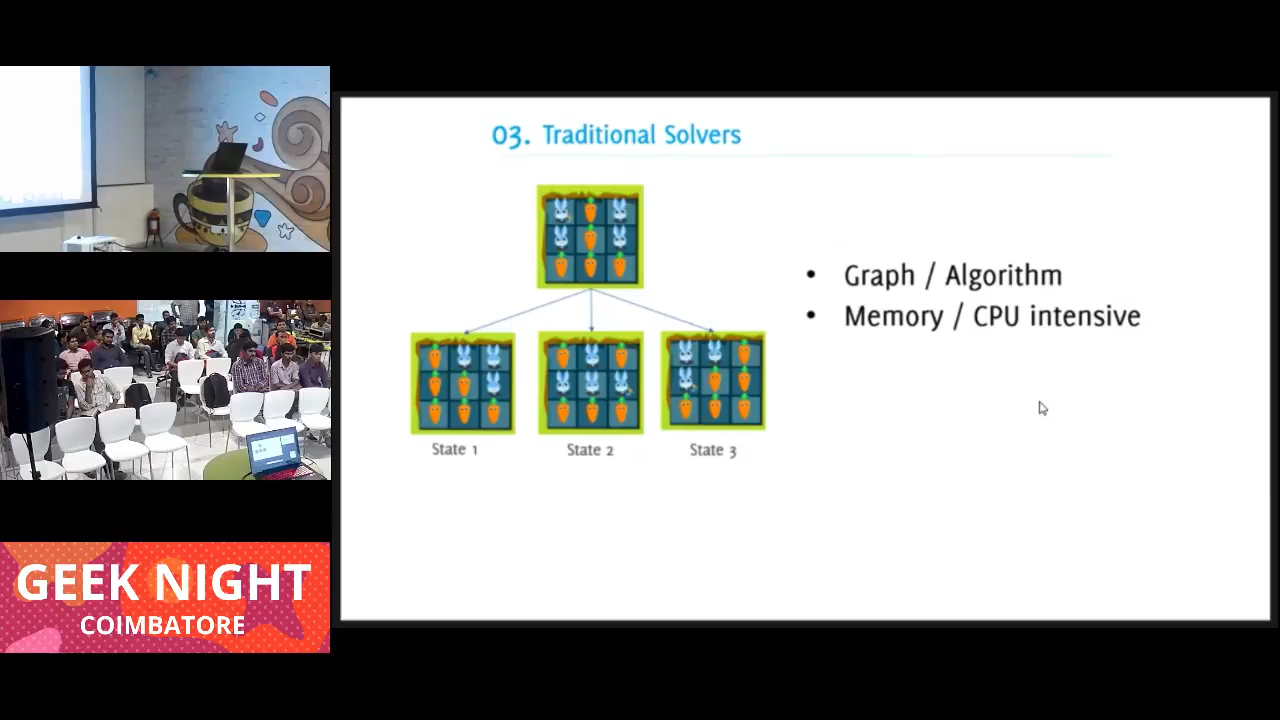 03. Traditional Solvers
• Graph / Algorithm
• Memory / CPU intensive
State 1
State 2
State 3
GEEK NIGHT
COIMBATORE